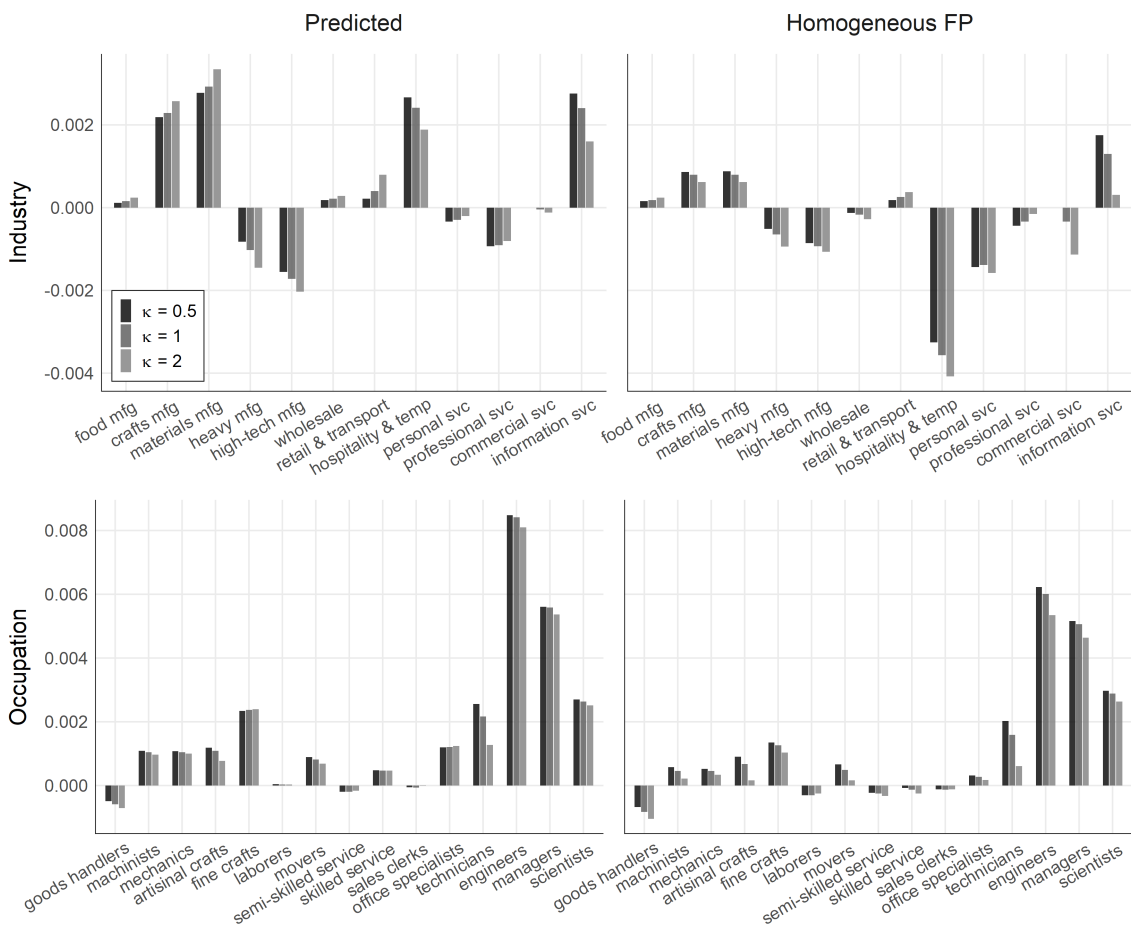 Predicted
Homogeneous FP
Industry
0.002
0.000
-0.002
-0.004
κ = 0.5
κ = 1
κ = 2
food mfg
crafts mfg
materials mfg
heavy mfg
high-tech mfg
wholesale
retail & transport
hospitality & temp
personal svc
professional svc
commercial svc
information svc
food mfg
crafts mfg
materials mfg
heavy mfg
high-tech mfg
wholesale
retail & transport
hospitality & temp
personal svc
professional svc
commercial svc
information svc
Occupation
0.008
0.006
0.004
0.002
0.000
goods handlers
machinists
mechanics
artisinal crafts
fine crafts
laborers
movers
semi-skilled service
skilled service
sales clerks
office specialists
technicians
engineers
managers
scientists
goods handlers
machinists
mechanics
artisinal crafts
fine crafts
laborers
movers
semi-skilled service
skilled service
sales clerks
office specialists
technicians
engineers
managers
scientists